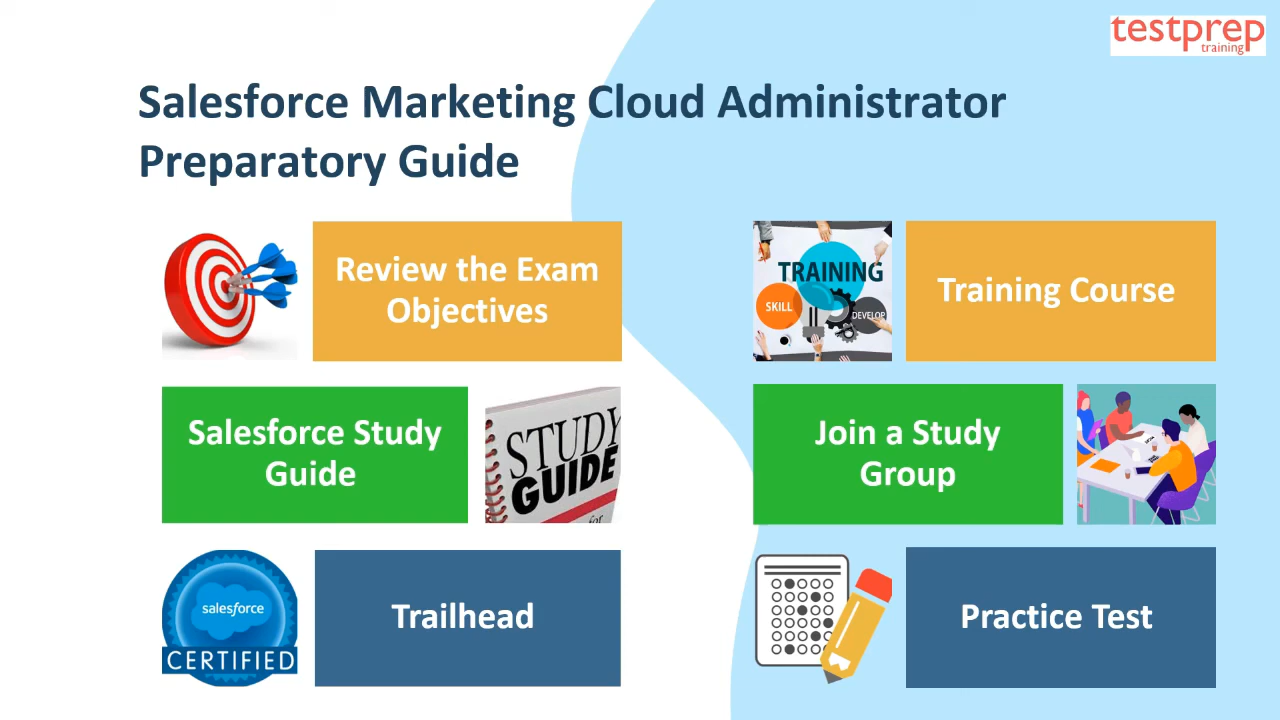 testprep
training
Salesforce Marketing Cloud Administrator
Preparatory Guide
Review the Exam
Objectives
TRAINING
SKILL
DEVELOP
Training Course
Salesforce Study
Guide
STUDY
GUIDE
for
Join a Study
Group
salesforce
CERTIFIED
Trailhead
Practice Test